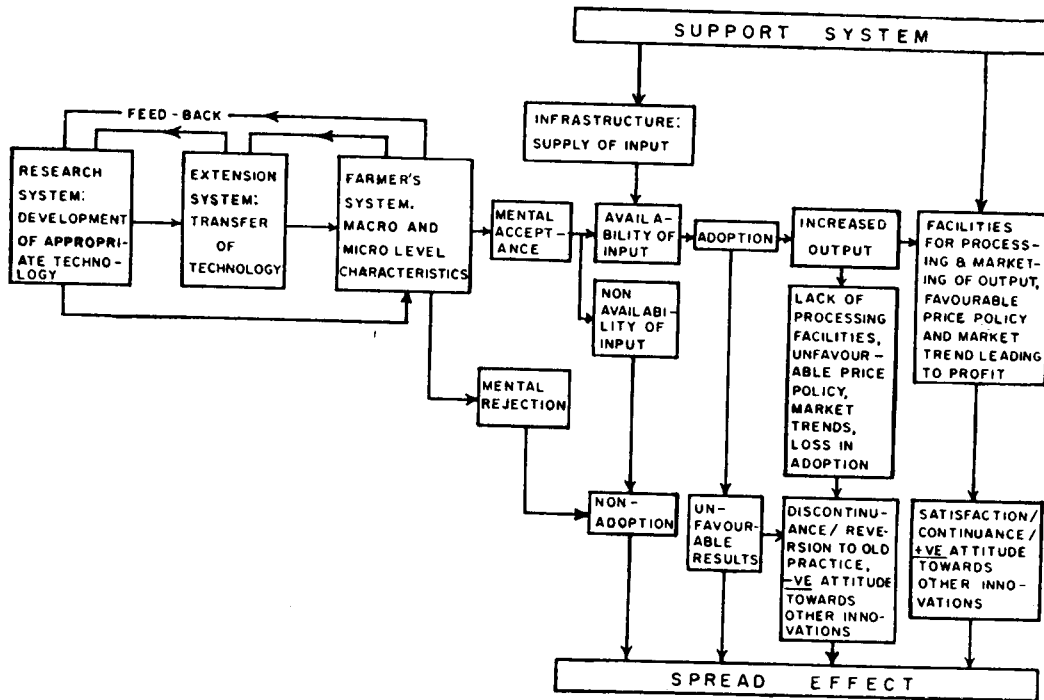 SUPPORT SYSTEM
FEED-BACK
INFRASTRUCTURE:
SUPPLY OF INPUT
RESEARCH
SYSTEM:
DEVELOPMENT
OF APPROPRI-
ATE TECHNO-
LOGY
EXTENSION
SYSTEM:
TRANSFER
OF
TECHNOLOGY
FARMER'S
SYSTEM.
MACRO AND
MICRO LEVEL
CHARACTERISTICS
MENTAL
ACCEPT-
ANCE
AVAILA-
BILITY OF
INPUT
ADOPTION
INCREASED
OUTPUT
FACILITIES
FOR PROCESS-
ING & MARKET-
ING OF OUTPUT,
FAVOURABLE
PRICE POLICY
AND MARKET
TREND LEADING
TO PROFIT
NON
AVAILABI-
LITY OF
INPUT
LACK OF
PROCESSING
FACILITIES,
UNFAVOUR-
ABLE PRICE
POLICY,
MARKET
TRENDS,
LOSS IN
ADOPTION
MENTAL
REJECTION
NON-
ADOPTION
UN-
FAVOUR-
ABLE
RESULTS
DISCONTINU-
ANCE/ REVE-
RSION TO OLD
PRACTICE,
-VE ATTITUDE
TOWARDS
OTHER INNO-
VATIONS
SATISFACTION/
CONTINUANCE/
+VE ATTITUDE
TOWARDS
OTHER INNO-
VATIONS
SPREAD EFFECT